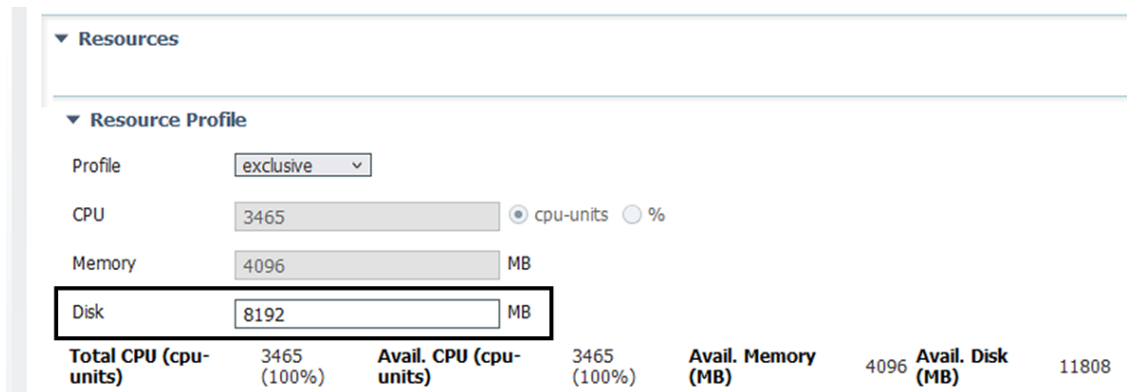 Resources
Resource Profile
Profile exclusive
CPU 3465 cpu-units %
Memory 4096 MB
Disk 8192 MB
Total CPU (cpu- 3465 Avail. CPU (cpu- 3465 Avail. Memory 4096 Avail. Disk 11808
units) (100%) units) (100%) (MB) (MB)